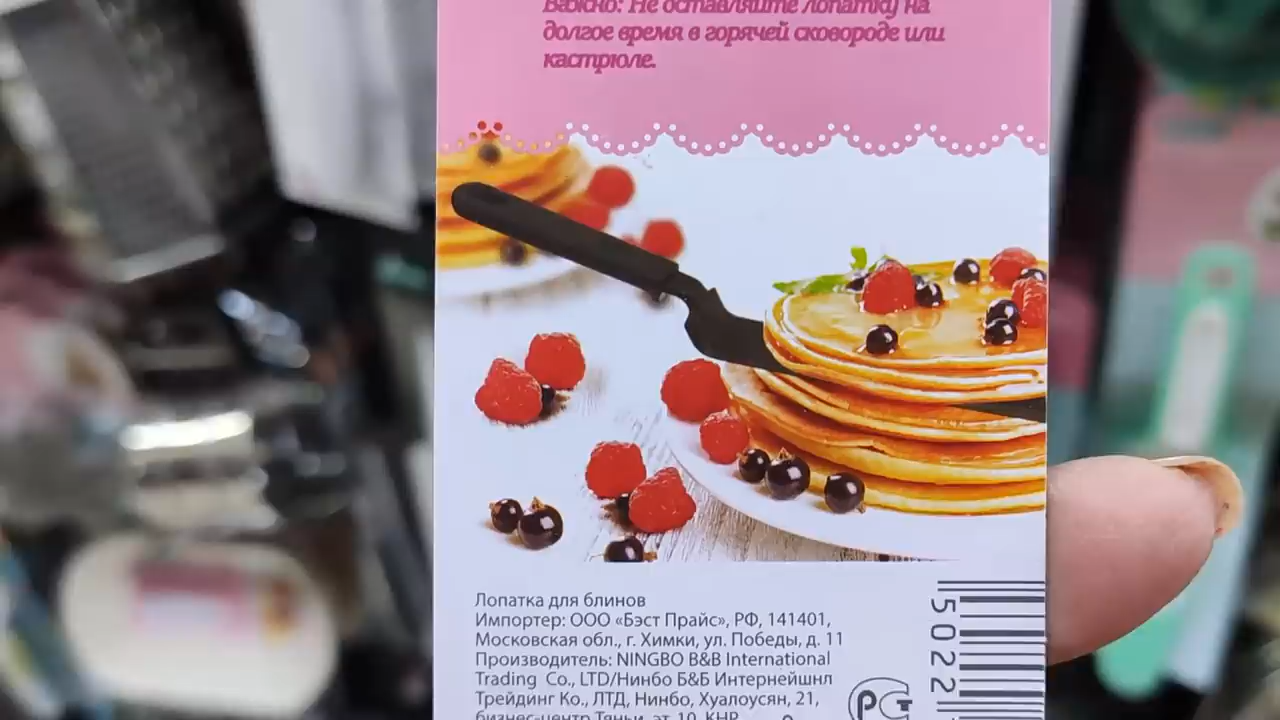 Важно: Не оставляйте лопатку на
долгое время в горячей сковороде или
кастрюле.
Лопатка для блинов
Импортер: ООО «Бэст Прайс», РФ, 141401,
Московская обл., г. Химки, ул. Победы, д. 11
Производитель: NINGBO B&B International
Trading Co., LTD/Нинбо Б&Б Интернейшнл
Трейдинг Ко., ЛТД, Нинбо, Хуалоусян, 21,
бизнес-центр Тяньи, эт. 10, КНР
5022